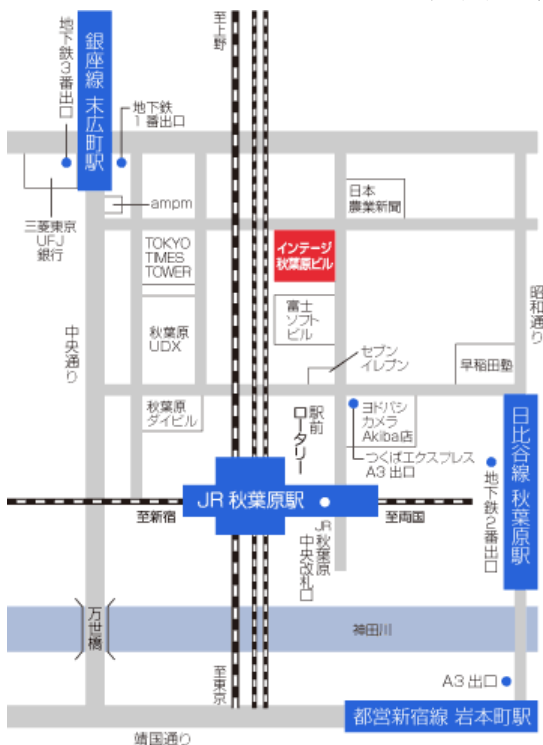 至上野
地下鉄
3番出口
銀座線 末広町駅
地下鉄
1番出口
三菱東京
UFJ
銀行
ampm
日本
農業新聞
TOKYO
TIMES
TOWER
インテージ
秋葉原ビル
富士
ソフト
ビル
昭和通り
中央通り
秋葉原
UDX
セブン
イレブン
早稲田塾
秋葉原
ダイビル
駅前
ロータリー
ヨドバシ
カメラ
Akiba店
つくばエクスプレス
A3出口
日比谷線 秋葉原駅
地下鉄2番出口
JR 秋葉原駅
至新宿
至両国
JR秋葉原
中央改札口
万世橋
神田川
至東京
A3 出口
都営新宿線 岩本町駅
靖国通り